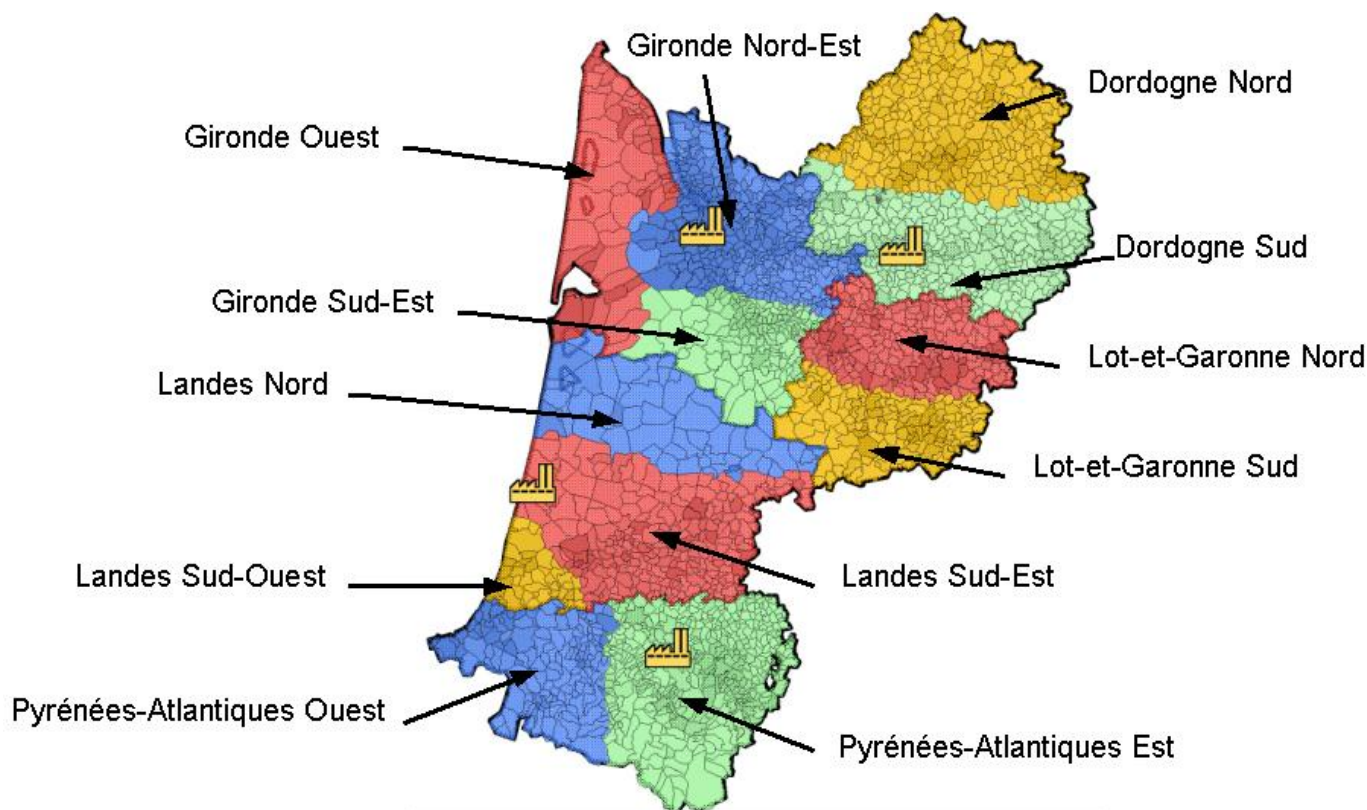 Gironde Nord-Est
Dordogne Nord
Gironde Ouest
Dordogne Sud
Gironde Sud-Est
Lot-et-Garonne Nord
Landes Nord
Lot-et-Garonne Sud
Landes Sud-Ouest
Landes Sud-Est
Pyrénées-Atlantiques Ouest
Pyrénées-Atlantiques Est